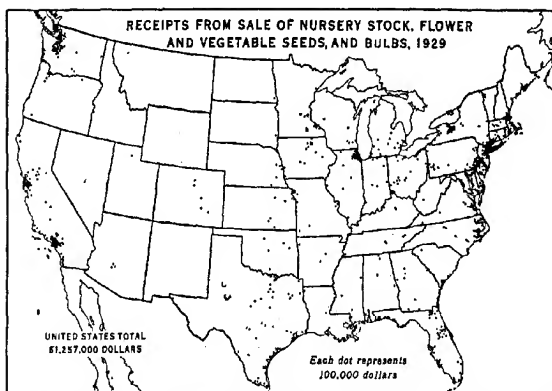 RECEIPTS FROM SALE OF NURSERY STOCK, FLOWER
AND VEGETABLE SEEDS, AND BULBS, 1929
UNITED STATES TOTAL
61,257,000 DOLLARS
Each dot represents
100,000 dollars